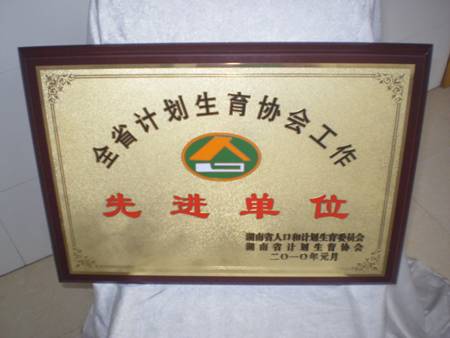 全省计划生育协会工作
先进单位
湖南省人口和计划生育委员会
湖南省计划生育协会
二〇一〇年元月